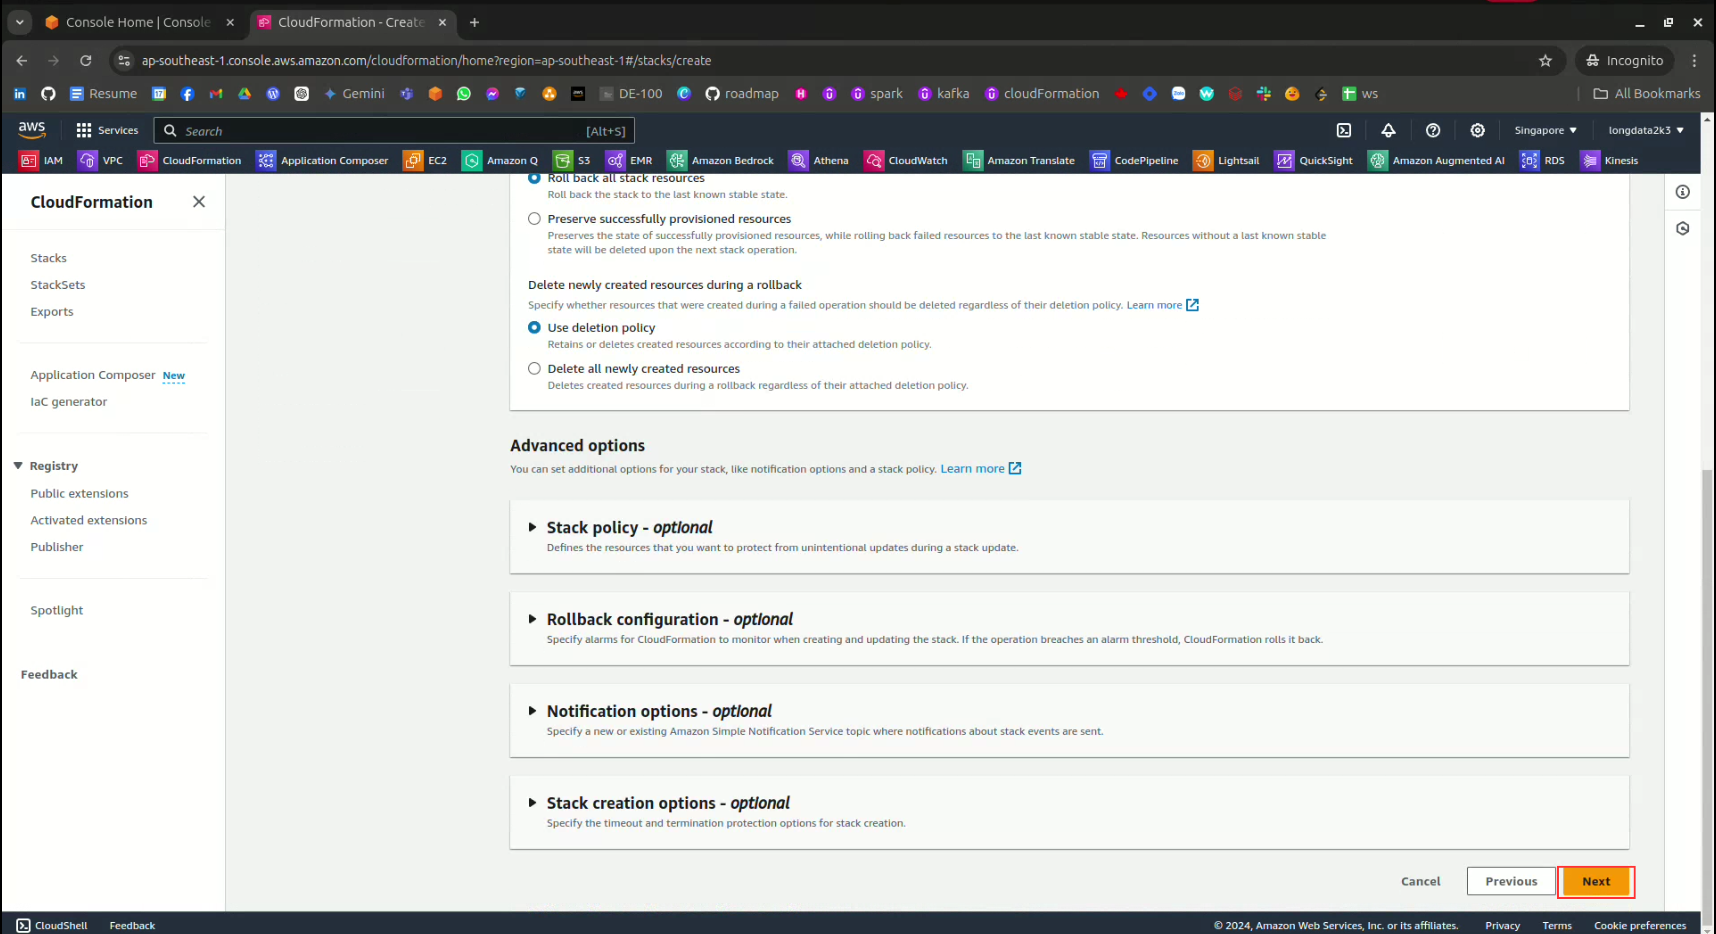 Console Home | Console
CloudFormation - Create
ap-southeast-1.console.aws.amazon.com/cloudformation/home?region=ap-southeast-1#/stacks/create
Incognito
Resume
Gemini
DE-100
roadmap
spark
kafka
cloudFormation
ws
All Bookmarks
aws
Services
Search
[Alt+S]
Singapore
longdata2k3
IAM
VPC
CloudFormation
Application Composer
EC2
Amazon Q
S3
EMR
Amazon Bedrock
Athena
CloudWatch
Amazon Translate
CodePipeline
Lightsail
QuickSight
Amazon Augmented AI
RDS
Kinesis
CloudFormation
Stacks
StackSets
Exports
Application Composer New
IaC generator
Registry
Public extensions
Activated extensions
Publisher
Spotlight
Feedback
Roll back all stack resources
Roll back the stack to the last known stable state.
Preserve successfully provisioned resources
Preserves the state of successfully provisioned resources, while rolling back failed resources to the last known stable state. Resources without a last known stable
state will be deleted upon the next stack operation.
Delete newly created resources during a rollback
Specify whether resources that were created during a failed operation should be deleted regardless of their deletion policy. Learn more
Use deletion policy
Retains or deletes created resources according to their attached deletion policy.
Delete all newly created resources
Deletes created resources during a rollback regardless of their attached deletion policy.
Advanced options
You can set additional options for your stack, like notification options and a stack policy. Learn more
Stack policy - optional
Defines the resources that you want to protect from unintentional updates during a stack update.
Rollback configuration - optional
Specify alarms for CloudFormation to monitor when creating and updating the stack. If the operation breaches an alarm threshold, CloudFormation rolls it back.
Notification options - optional
Specify a new or existing Amazon Simple Notification Service topic where notifications about stack events are sent.
Stack creation options - optional
Specify the timeout and termination protection options for stack creation.
Cancel
Previous
Next
CloudShell
Feedback
© 2024, Amazon Web Services, Inc. or its affiliates.
Privacy
Terms
Cookie preferences